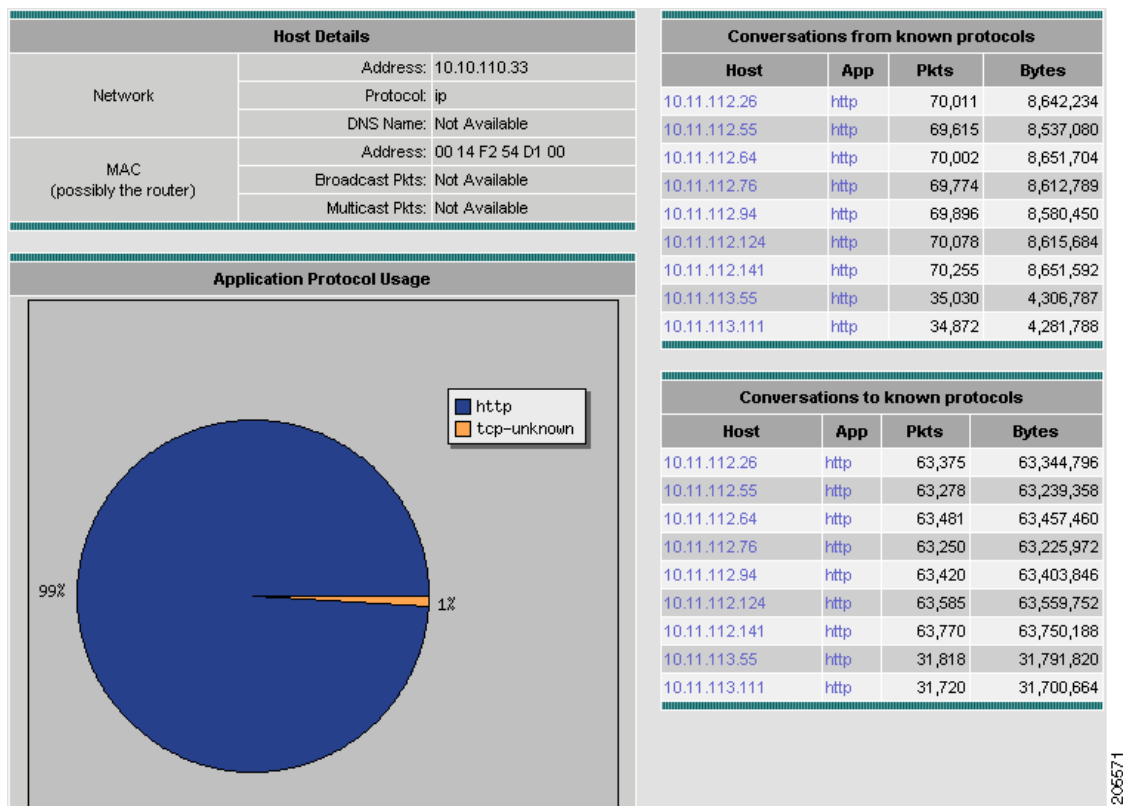 Host Details
Network
Address: 10.10.110.33
Protocol: ip
DNS Name: Not Available
MAC
(possibly the router)
Address: 00 14 F2 54 D1 00
Broadcast Pkts: Not Available
Multicast Pkts: Not Available
Application Protocol Usage
http
tcp-unknown
99%
1%
Conversations from known protocols
Host App Pkts Bytes
10.11.112.26 http 70,011 8,642,234
10.11.112.55 http 69,615 8,537,080
10.11.112.64 http 70,002 8,651,704
10.11.112.76 http 69,774 8,612,789
10.11.112.94 http 69,896 8,580,450
10.11.112.124 http 70,078 8,615,684
10.11.112.141 http 70,255 8,651,592
10.11.113.55 http 35,030 4,306,787
10.11.113.111 http 34,872 4,281,788
Conversations to known protocols
Host App Pkts Bytes
10.11.112.26 http 63,375 63,344,796
10.11.112.55 http 63,278 63,239,358
10.11.112.64 http 63,481 63,457,460
10.11.112.76 http 63,250 63,225,972
10.11.112.94 http 63,420 63,403,846
10.11.112.124 http 63,585 63,559,752
10.11.112.141 http 63,770 63,750,188
10.11.113.55 http 31,818 31,791,820
10.11.113.111 http 31,720 31,700,664
205571